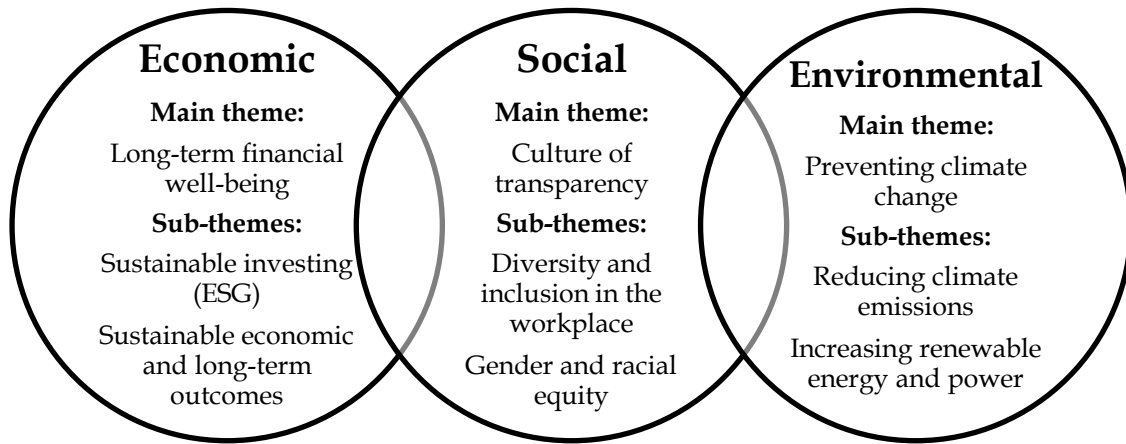 Economic
Main theme:
Long-term financial
well-being
Sub-themes:
Sustainable investing
(ESG)
Sustainable economic
and long-term
outcomes
Social
Main theme:
Culture of
transparency
Sub-themes:
Diversity and
inclusion in the
workplace
Gender and racial
equity
Environmental
Main theme:
Preventing climate
change
Sub-themes:
Reducing climate
emissions
Increasing renewable
energy and power